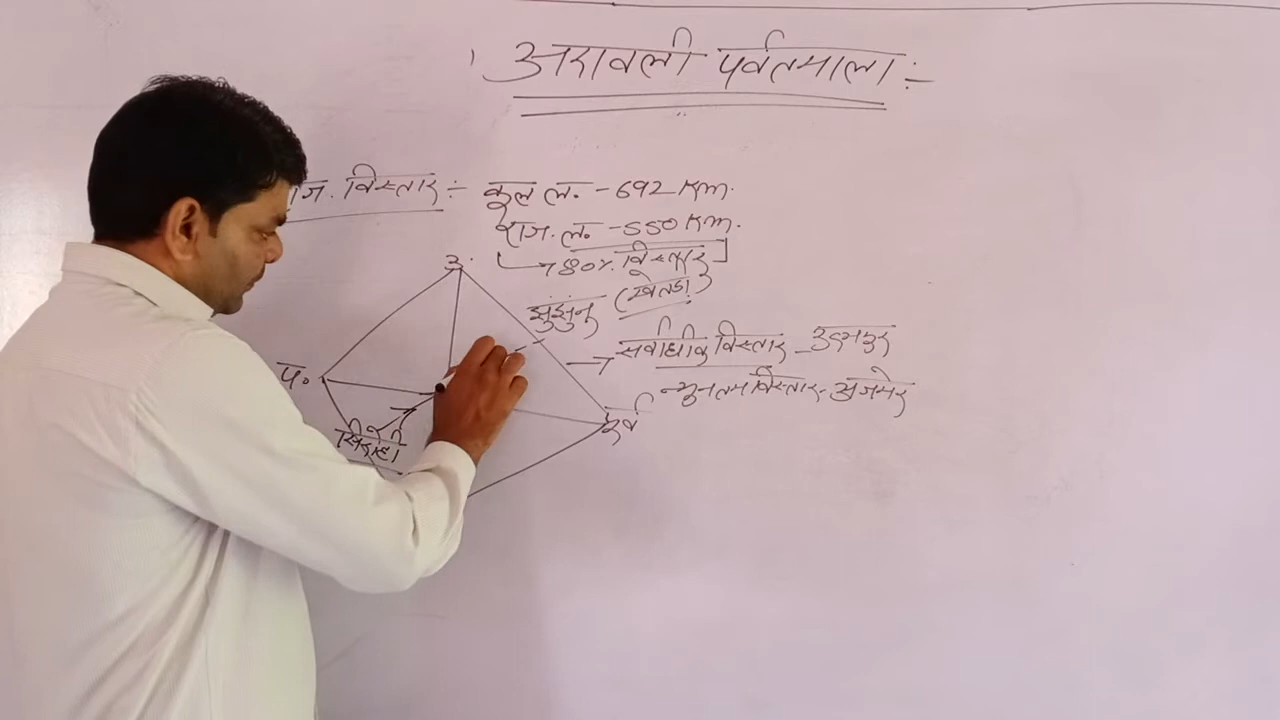 अरावली पर्वतमाला :-
राज. विस्तार :- कुल ल॰ - 692 Km.
राज. ल॰ - 550 Km.
→ 80% विस्तार
उ.
झुंझुनू (खेतड़ी)
→ सर्वाधिक विस्तार - उदयपुर
प॰
न्यूनतम विस्तार - अजमेर
पूर्व
सिरोही